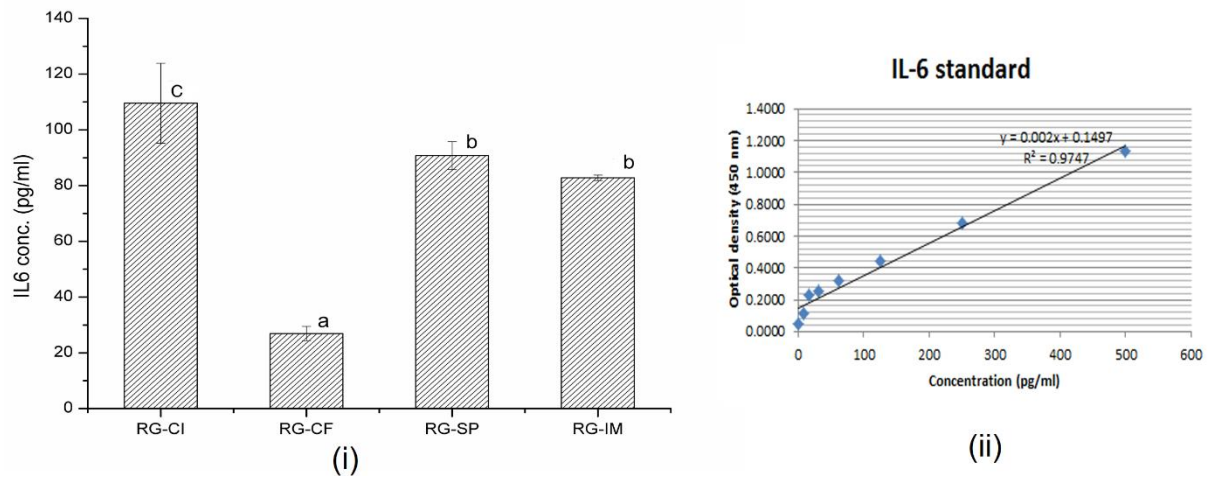 140
120
100
80
60
40
20
0
IL6 conc. (pg/ml)
c
a
b
b
RG-CI
RG-CF
RG-SP
RG-IM
(i)
IL-6 standard
1.4000
1.2000
1.0000
0.8000
0.6000
0.4000
0.2000
0.0000
Optical density (450 nm)
y = 0.002x + 0.1497
R² = 0.9747
0
100
200
300
400
500
600
Concentration (pg/ml)
(ii)